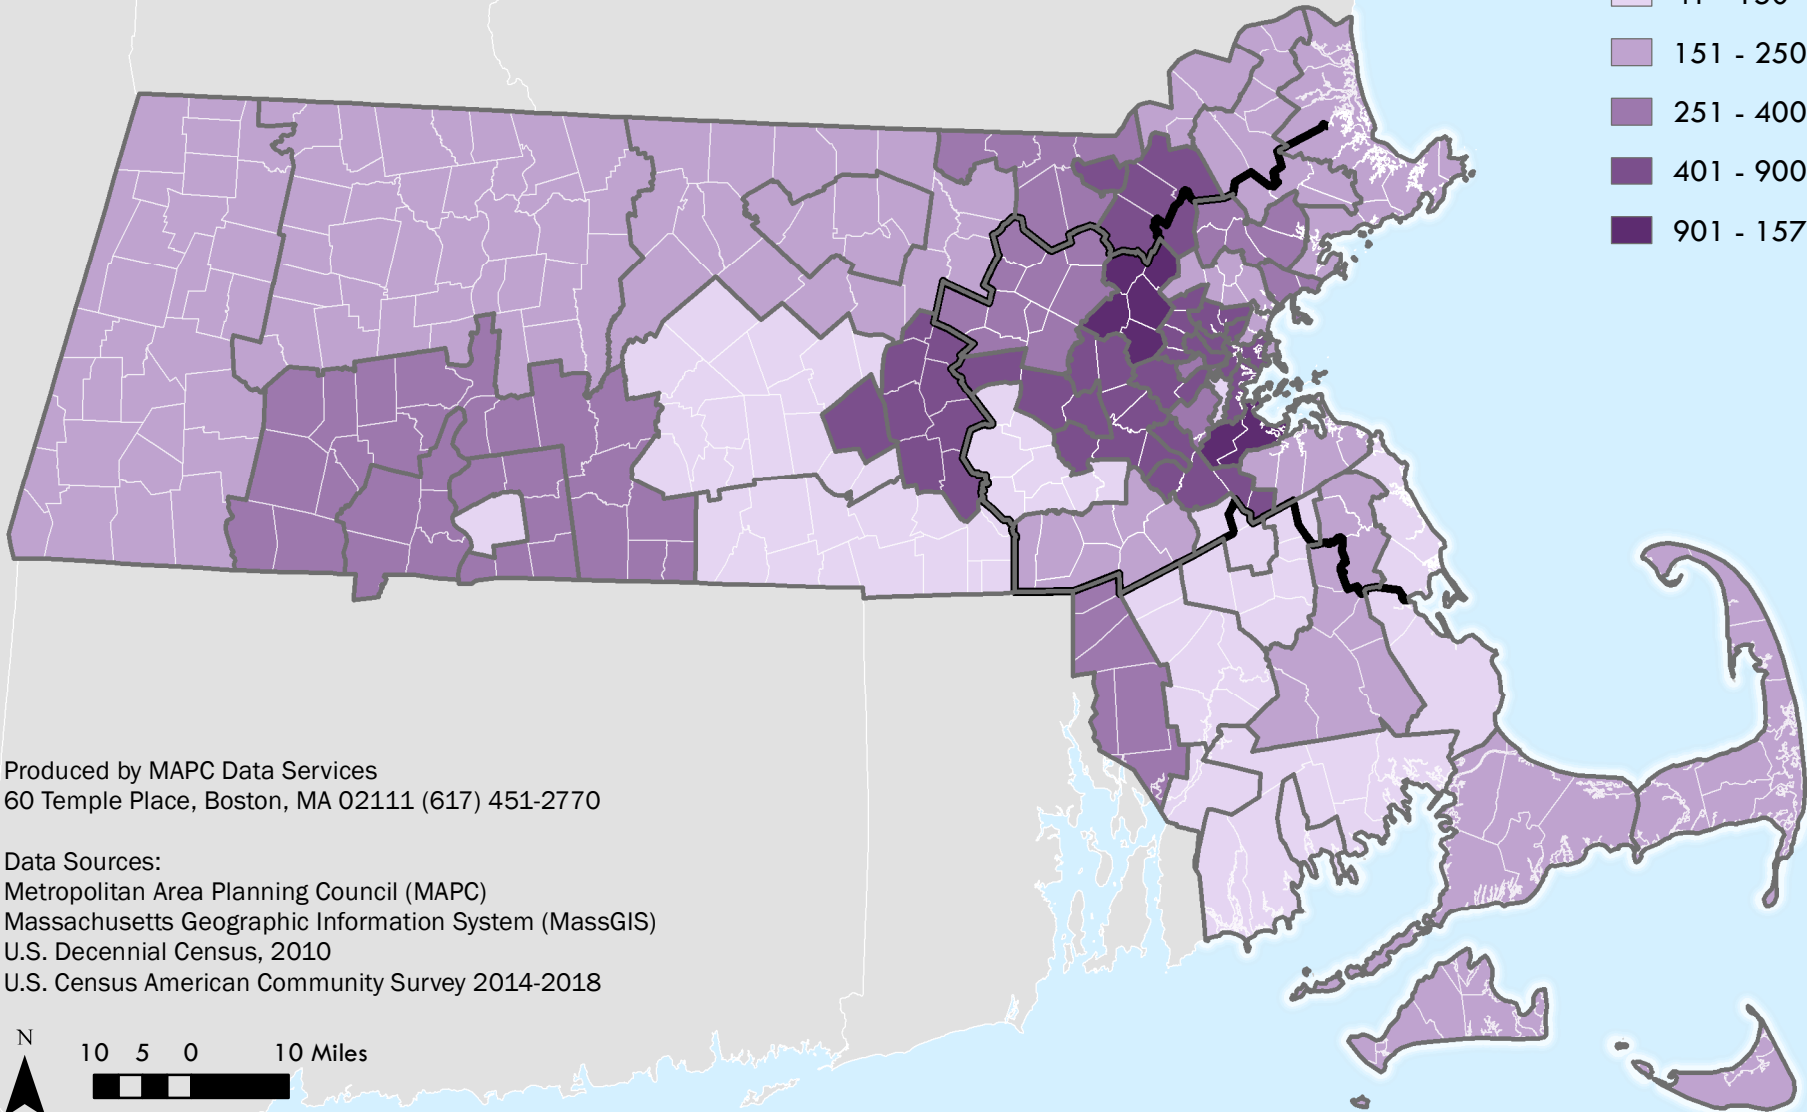 151 - 250
251 - 400
401 - 900
901 - 157
Produced by MAPC Data Services
60 Temple Place, Boston, MA 02111 (617) 451-2770
Data Sources:
Metropolitan Area Planning Council (MAPC)
Massachusetts Geographic Information System (MassGIS)
U.S. Decennial Census, 2010
U.S. Census American Community Survey 2014-2018
N
10 5 0 10 Miles